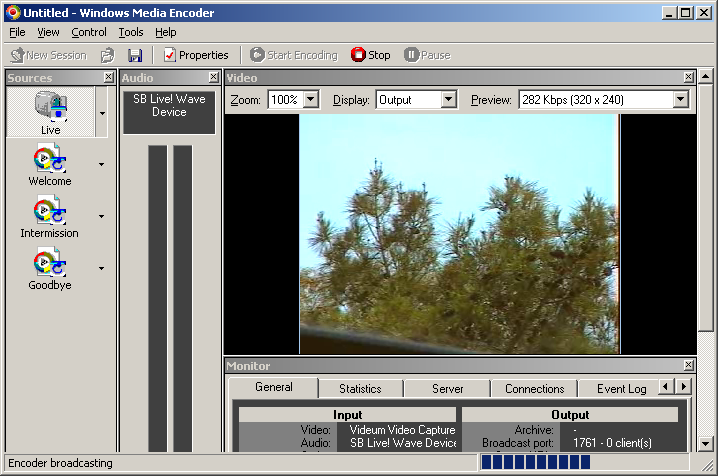 Untitled - Windows Media Encoder
File View Control Tools Help
New Session Properties Start Encoding Stop Pause
Sources Audio Video
SB Live! Wave Device
Zoom: 100% Display: Output Preview: 282 Kbps (320 x 240)
Live
Welcome
Intermission
Goodbye
Monitor
General Statistics Server Connections Event Log
Input Output
Video: Videum Video Capture Archive: -
Audio: SB Live! Wave Device Broadcast port: 1761 - 0 client(s)
Encoder broadcasting